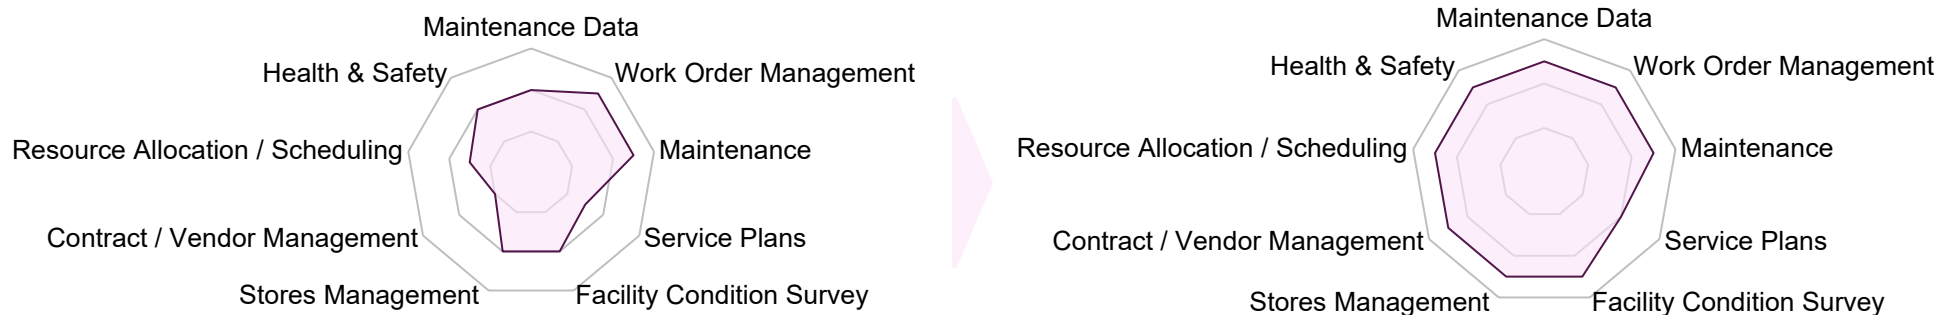 Maintenance Data
Health & Safety
Work Order Management
Resource Allocation / Scheduling
Maintenance
Contract / Vendor Management
Service Plans
Stores Management
Facility Condition Survey
Maintenance Data
Health & Safety
Work Order Management
Resource Allocation / Scheduling
Maintenance
Contract / Vendor Management
Service Plans
Stores Management
Facility Condition Survey